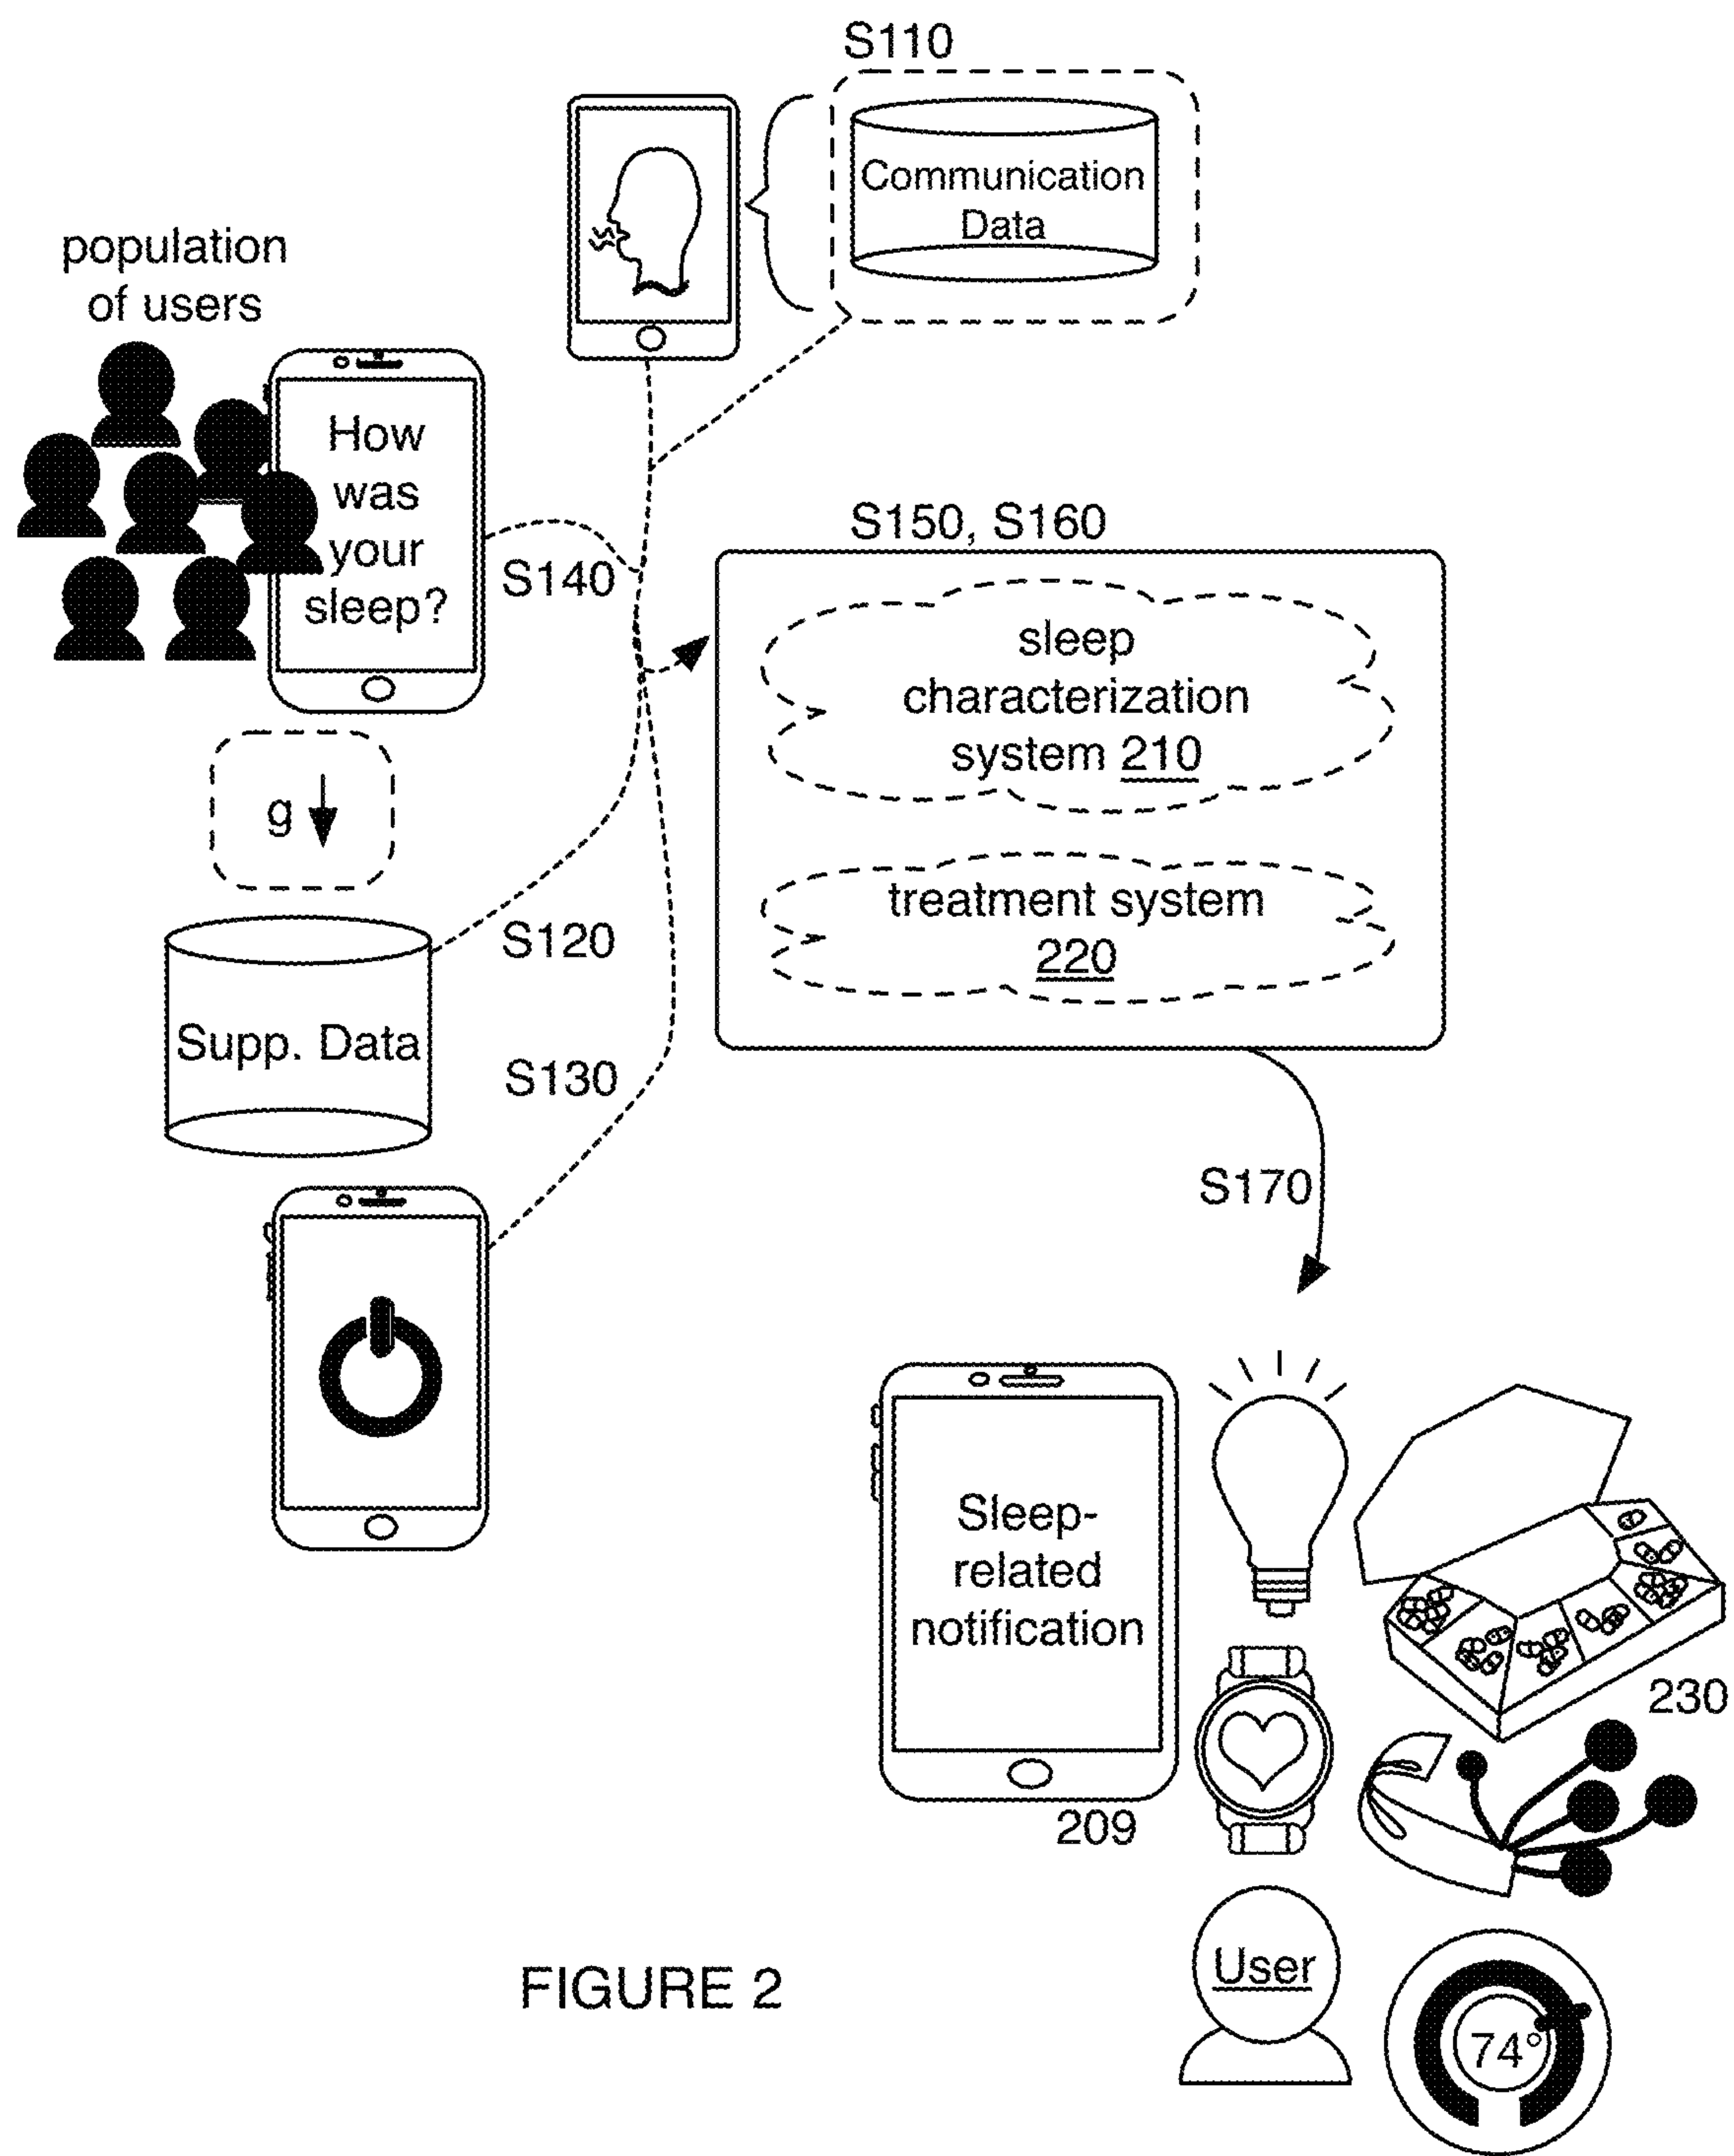 S110
Communication
Data
population
of users
How
was
your
sleep?
S140
S150, S160
sleep
characterization
system 210
g
treatment system
220
S120
Supp. Data
S130
S170
Sleep-
related
notification
230
209
User
FIGURE 2
74°